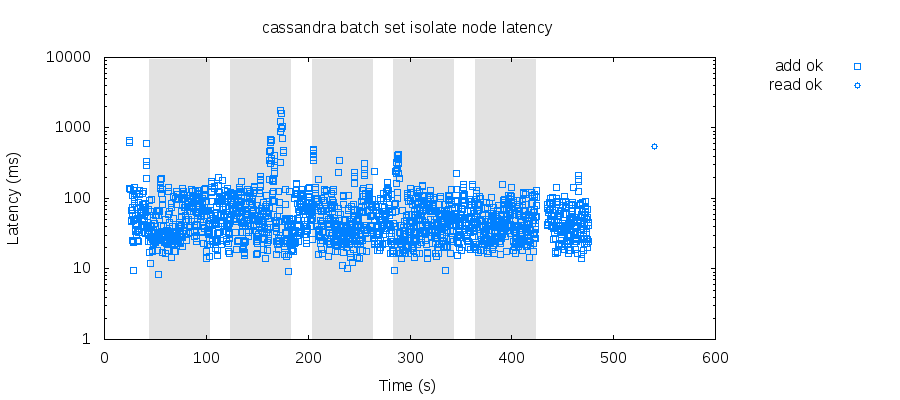 cassandra batch set isolate node latency
10000
1000
100
10
1
0 100 200 300 400 500 600
Latency (ms)
Time (s)
add ok
read ok